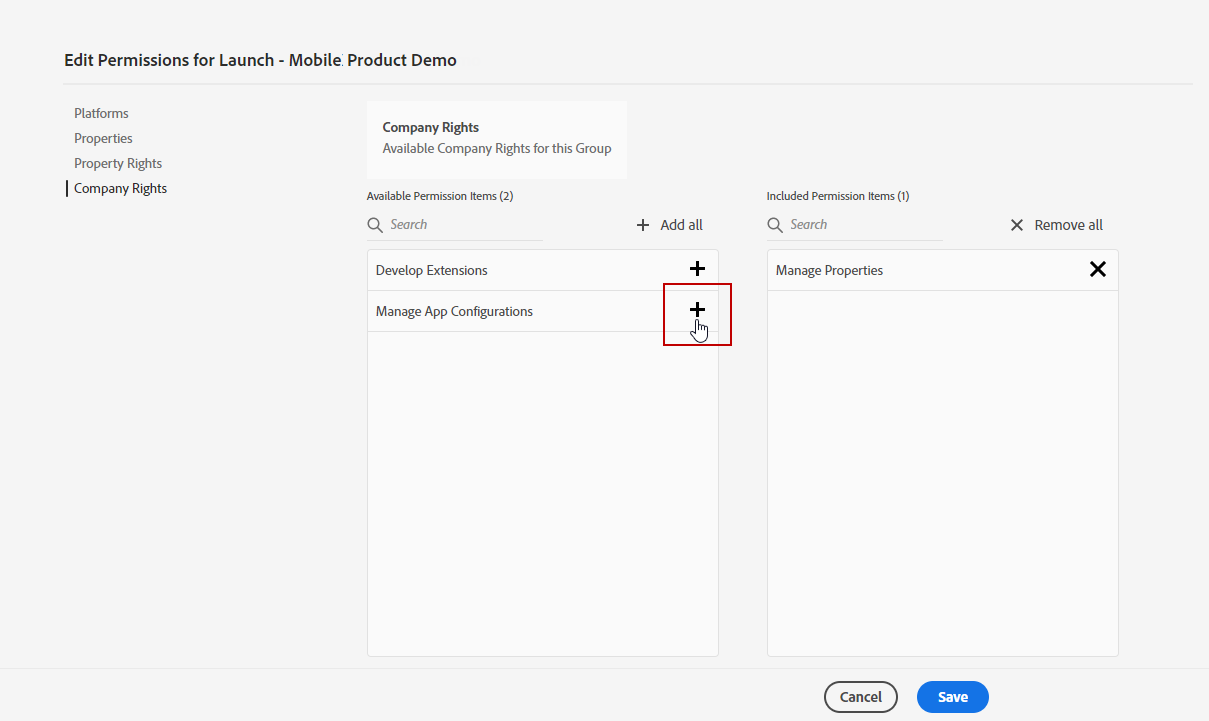 Edit Permissions for Launch - Mobile Product Demo
Platforms
Properties
Property Rights
Company Rights
Company Rights
Available Company Rights for this Group
Available Permission Items (2)
Search
Add all
Develop Extensions
Manage App Configurations
Included Permission Items (1)
Search
Remove all
Manage Properties
Cancel
Save